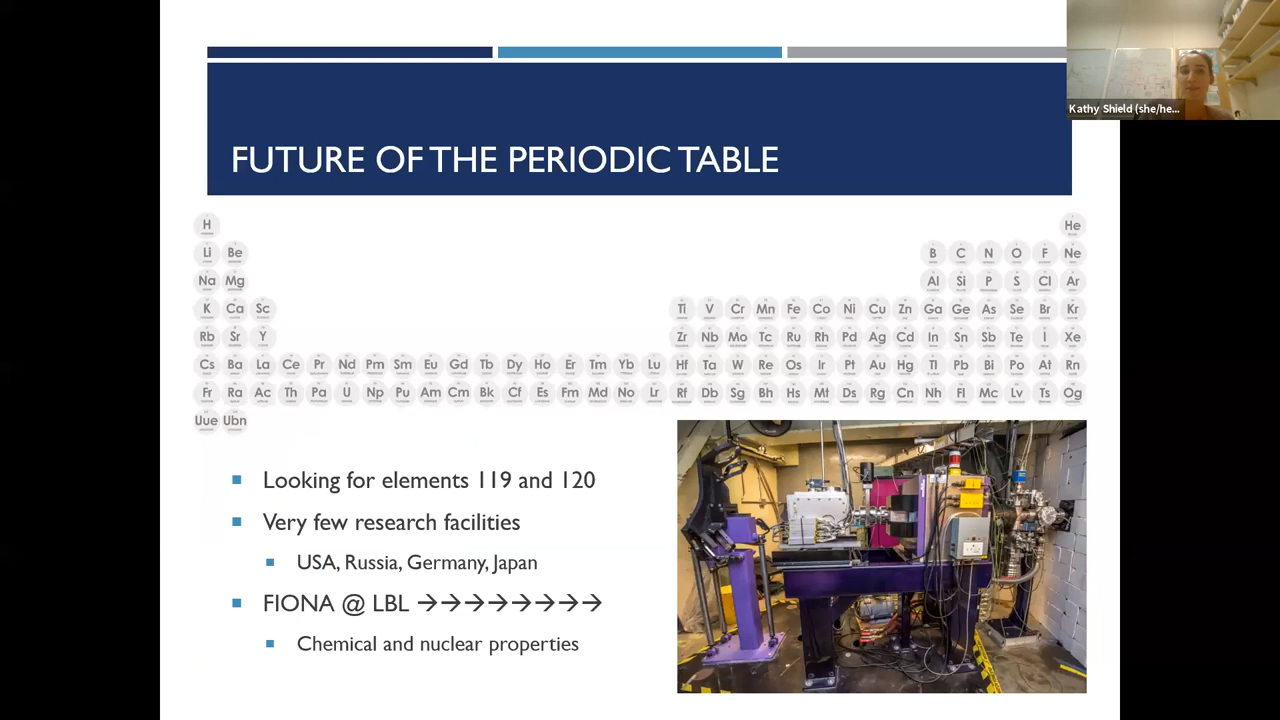 Kathy Shield (she/he...
FUTURE OF THE PERIODIC TABLE
H He
Li Be B C N O F Ne
Na Mg Al Si P S Cl Ar
K Ca Sc Ti V Cr Mn Fe Co Ni Cu Zn Ga Ge As Se Br Kr
Rb Sr Y Zr Nb Mo Tc Ru Rh Pd Ag Cd In Sn Sb Te I Xe
Cs Ba La Ce Pr Nd Pm Sm Eu Gd Tb Dy Ho Er Tm Yb Lu Hf Ta W Re Os Ir Pt Au Hg Tl Pb Bi Po At Rn
Fr Ra Ac Th Pa U Np Pu Am Cm Bk Cf Es Fm Md No Lr Rf Db Sg Bh Hs Mt Ds Rg Cn Nh Fl Mc Lv Ts Og
Uue Ubn
Looking for elements 119 and 120
Very few research facilities
USA, Russia, Germany, Japan
FIONA @ LBL →→→→→→→→
Chemical and nuclear properties